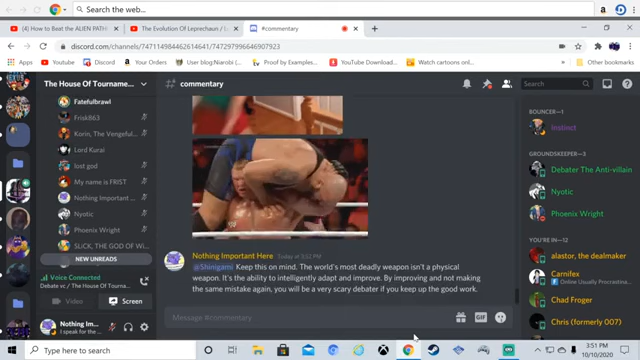 Search the web...
(4) How to Beat the ALIEN PATH
The Evolution Of Leprechaun /
#commentary
discord.com/channels/747114984462614641/747297996646907923
Apps
Discord
Your Orders
User blog:Nirobi
Proof by Examples...
YouTube Download...
Watch cartoons onl...
Other bookmarks
The House Of Tourname...
# commentary
Search
Fatefulbrawl
Frisk863
Korin, The Vengeful
Lord Kurai
lost god
My name is FRIST
Nothing Important
Nyotic
Phoenix Wright
SLICK, THE GOD OF WI
NEW UNREADS
Voice Connected
Debate vc / The House Of Tourna...
Video
Screen
Nothing Im...
I speak for the ...
Nothing Important Here Today at 3:52 PM
@Shinigami Keep this on mind. The world's most deadly weapon isn't a physical
weapon. It's the ability to intelligently adapt and improve. By improving and not making
the same mistake again, you will be a very scary debater if you keep up the good work.
Message #commentary
GIF
BOUNCER—1
Instinct
GROUNDSKEEPER—3
Debater The Anti-villain
Nyotic
Phoenix Wright
YOU'RE IN—12
alastor, the dealmaker
Carnifex
Online Usually Procrastina
Chad Froger
Chris (formerly 007)
Type here to search
3:51 PM
10/10/2020